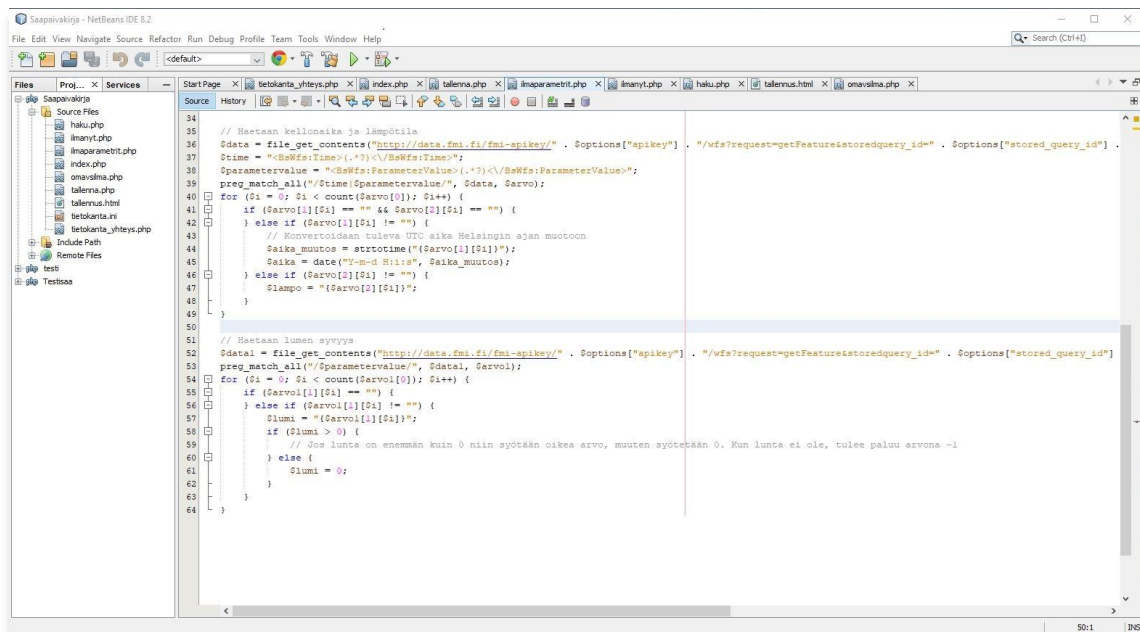 Saapaivakirja - NetBeans IDE 8.2
File Edit View Navigate Source Refactor Run Debug Profile Team Tools Window Help
Search (Ctrl+I)
<default>
Files Proj... X Services
Start Page X tietokanta_yhteys.php X index.php X tallenna.php X ilmaparametrit.php X ilmanyt.php X haku.php X tallennus.html X omavsilma.php X
Source History
Saapaivakirja
Source Files
haku.php
ilmanyt.php
ilmaparametrit.php
index.php
omavsilma.php
tallenna.php
tallennus.html
tietokanta.ini
tietokanta_yhteys.php
Include Path
Remote Files
testi
Testisaa
34
35 // Haetaan kellonaika ja lämpötila
36 $data = file_get_contents("http://data.fmi.fi/fmi-apikey/" . $options["apikey"] . "/wfs?request=getFeature&storedquery_id=" . $options["stored_query_id"] .
37 $time = "<BsWfs:Time>(.*?)<\/BsWfs:Time>";
38 $parametervalue = "<BsWfs:ParameterValue>(.*?)<\/BsWfs:ParameterValue>";
39 preg_match_all("/$time|$parametervalue/", $data, $arvo);
40 for ($i = 0; $i < count($arvo[0]); $i++) {
41 if ($arvo[1][$i] == "" && $arvo[2][$i] == "") {
42 } else if ($arvo[1][$i] != "") {
43 // Konvertoidaan tuleva UTC aika Helsingin ajan muotoon
44 $aika_muutos = strtotime("{$arvo[1][$i]}");
45 $aika = date("Y-m-d H:i:s", $aika_muutos);
46 } else if ($arvo[2][$i] != "") {
47 $lampo = "{$arvo[2][$i]}";
48 }
49 }
50
51 // Haetaan lumen syvyys
52 $data1 = file_get_contents("http://data.fmi.fi/fmi-apikey/" . $options["apikey"] . "/wfs?request=getFeature&storedquery_id=" . $options["stored_query_id"]
53 preg_match_all("/$parametervalue/", $data1, $arvo1);
54 for ($i = 0; $i < count($arvo1[0]); $i++) {
55 if ($arvo1[1][$i] == "") {
56 } else if ($arvo1[1][$i] != "") {
57 $lumi = "{$arvo1[1][$i]}";
58 if ($lumi > 0) {
59 // Jos lunta on enemmän kuin 0 niin syötään oikea arvo, muuten syötetään 0. Kun lunta ei ole, tulee paluu arvona -1
60 } else {
61 $lumi = 0;
62 }
63 }
64 }
50:1 INS